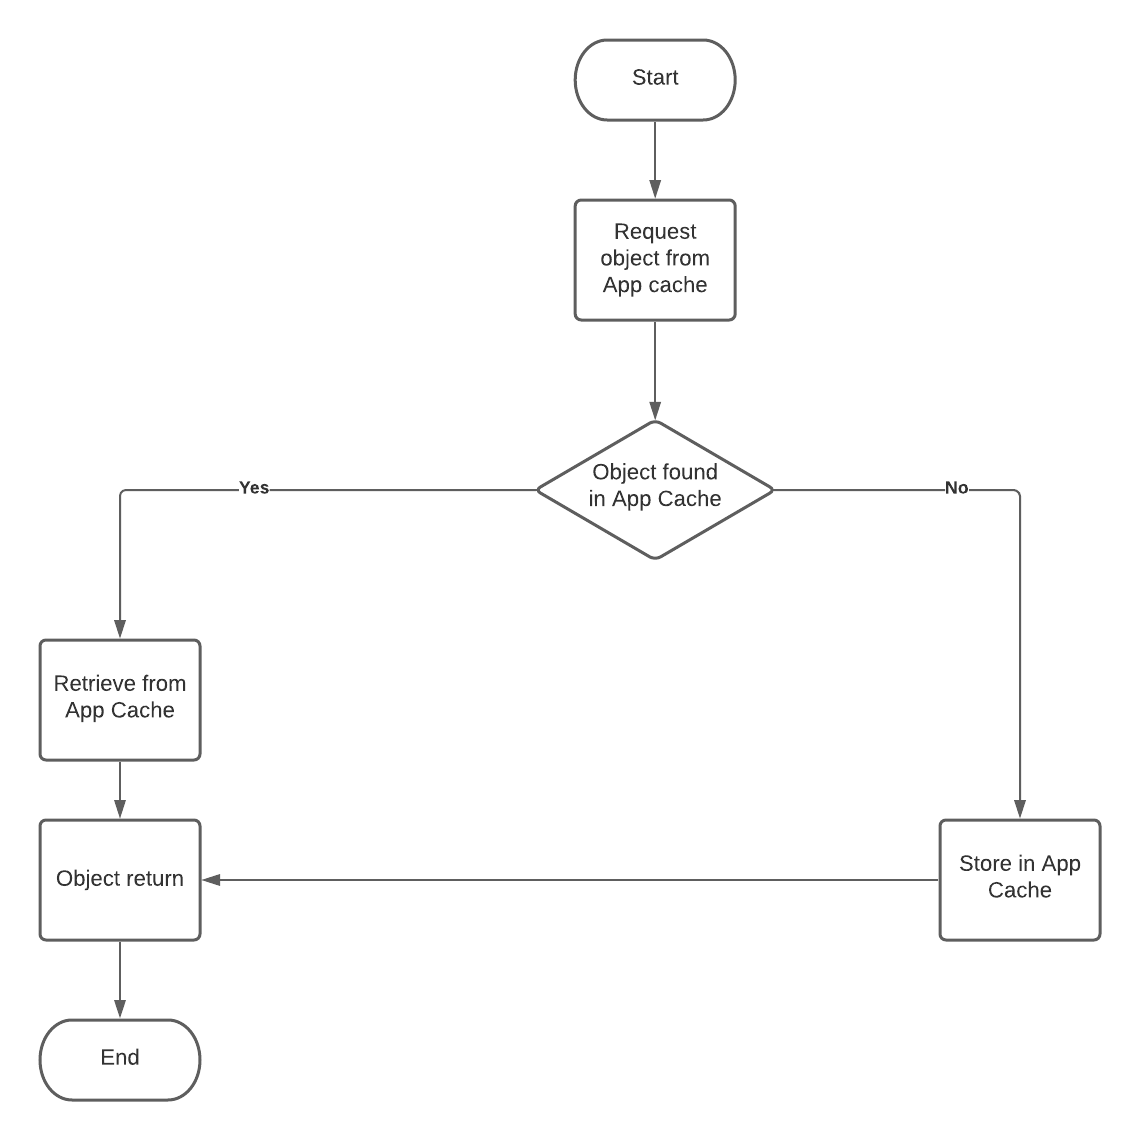 Start
Request
object from
App cache
Object found
in App Cache
Yes
No
Retrieve from
App Cache
Object return
Store in App
Cache
End